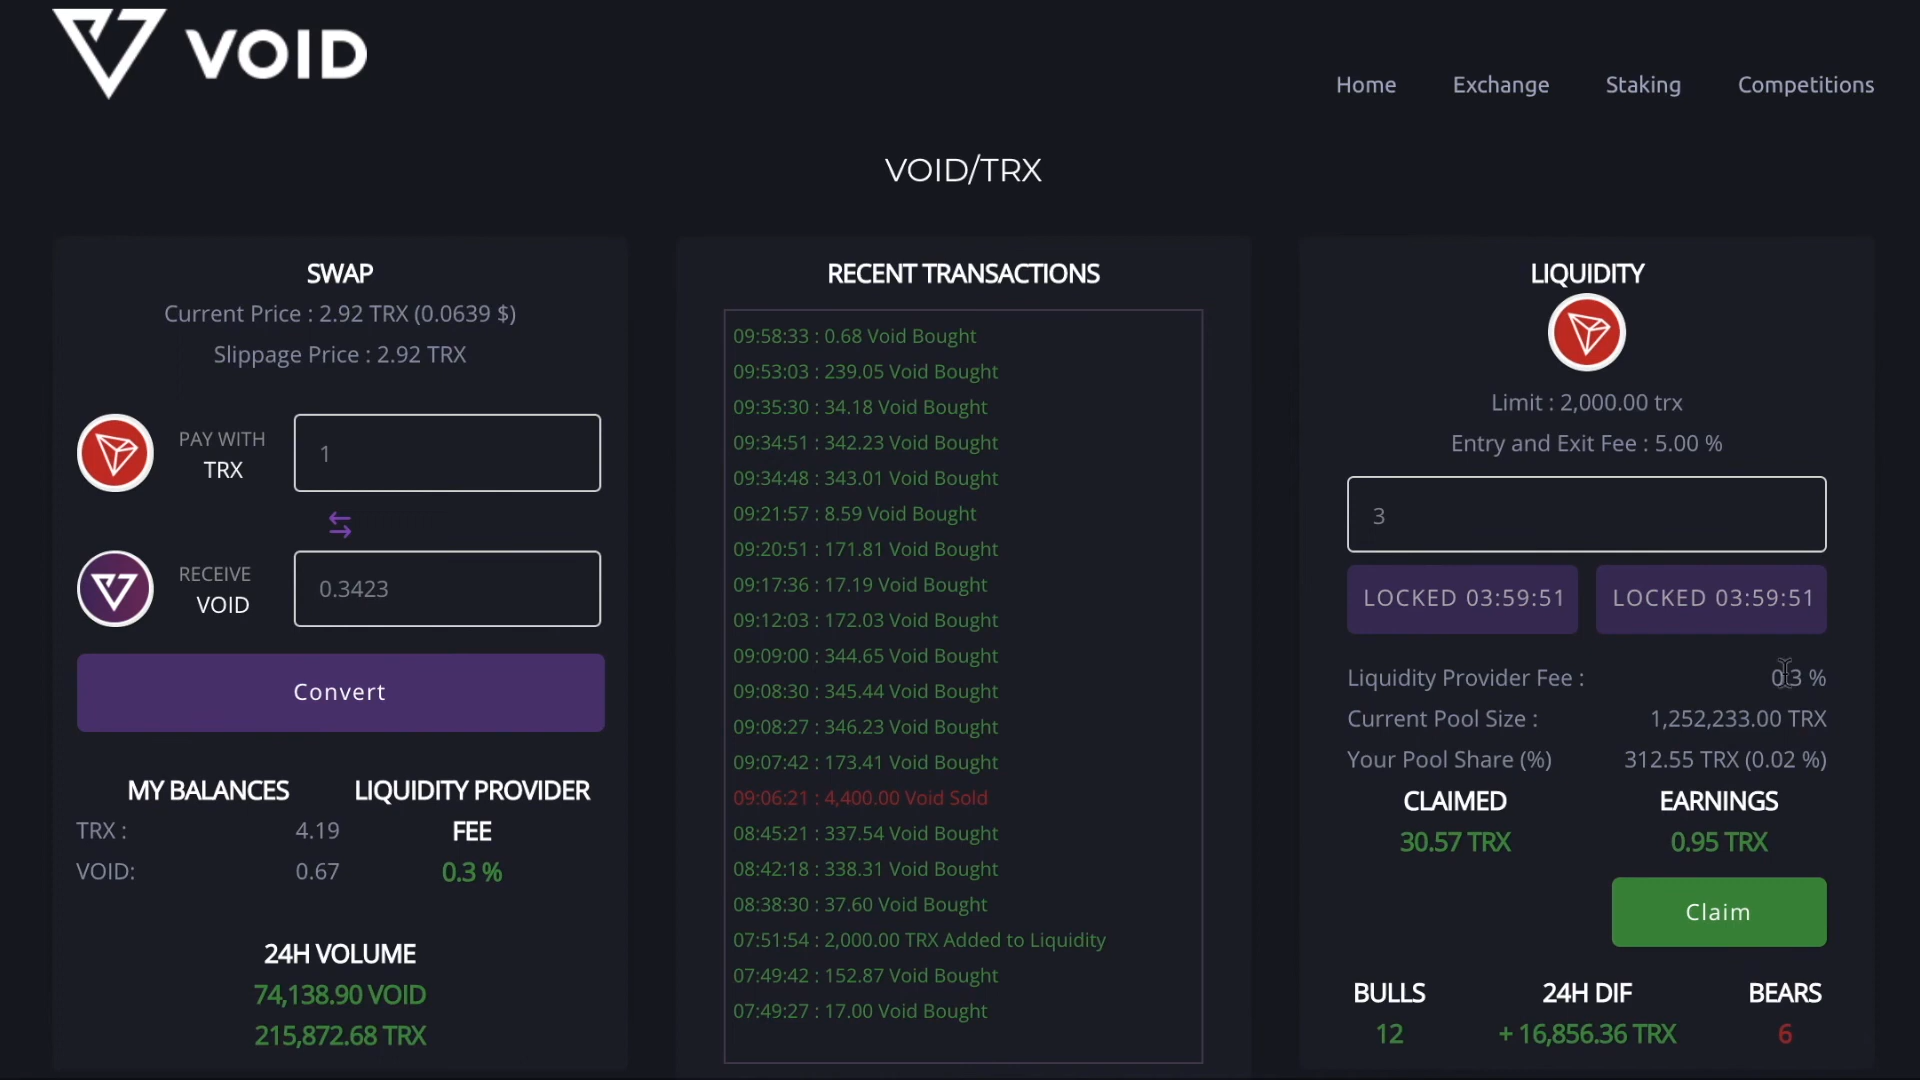 VOID
Home Exchange Staking Competitions
VOID/TRX
SWAP
Current Price : 2.92 TRX (0.0639 $)
Slippage Price : 2.92 TRX
PAY WITH
TRX
1
RECEIVE
VOID
0.3423
Convert
MY BALANCES
TRX : 4.19
VOID: 0.67
LIQUIDITY PROVIDER
FEE
0.3 %
24H VOLUME
74,138.90 VOID
215,872.68 TRX
RECENT TRANSACTIONS
09:58:33 : 0.68 Void Bought
09:53:03 : 239.05 Void Bought
09:35:30 : 34.18 Void Bought
09:34:51 : 342.23 Void Bought
09:34:48 : 343.01 Void Bought
09:21:57 : 8.59 Void Bought
09:20:51 : 171.81 Void Bought
09:17:36 : 17.19 Void Bought
09:12:03 : 172.03 Void Bought
09:09:00 : 344.65 Void Bought
09:08:30 : 345.44 Void Bought
09:08:27 : 346.23 Void Bought
09:07:42 : 173.41 Void Bought
09:06:21 : 4,400.00 Void Sold
08:45:21 : 337.54 Void Bought
08:42:18 : 338.31 Void Bought
08:38:30 : 37.60 Void Bought
07:51:54 : 2,000.00 TRX Added to Liquidity
07:49:42 : 152.87 Void Bought
07:49:27 : 17.00 Void Bought
LIQUIDITY
Limit : 2,000.00 trx
Entry and Exit Fee : 5.00 %
3
LOCKED 03:59:51 LOCKED 03:59:51
Liquidity Provider Fee : 0.3 %
Current Pool Size : 1,252,233.00 TRX
Your Pool Share (%) 312.55 TRX (0.02 %)
CLAIMED
30.57 TRX
EARNINGS
0.95 TRX
Claim
BULLS
12
24H DIF
+ 16,856.36 TRX
BEARS
6